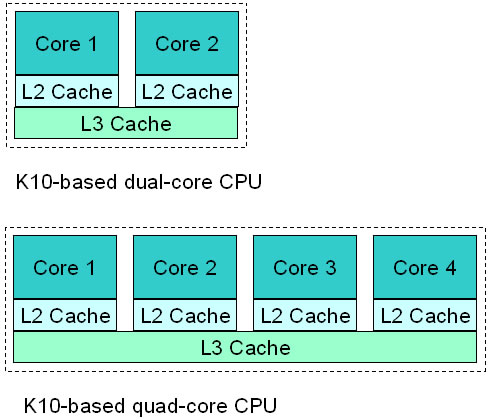 Core 1
Core 2
L2 Cache
L2 Cache
L3 Cache
K10-based dual-core CPU
Core 1
Core 2
Core 3
Core 4
L2 Cache
L2 Cache
L2 Cache
L2 Cache
L3 Cache
K10-based quad-core CPU